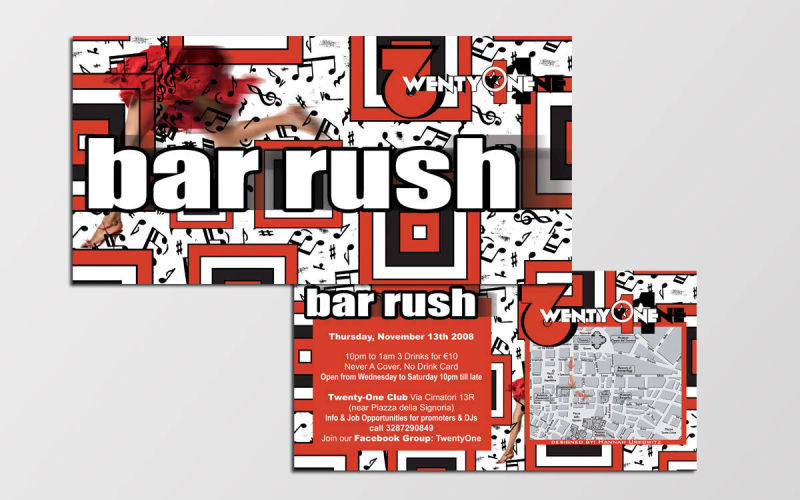 TWENTYONE
bar rush
bar rush
TWENTYONE
Thursday, November 13th 2008
10pm to 1am 3 Drinks for €10
Never A Cover, No Drink Card
Open from Wednesday to Saturday 10pm till late
Twenty-One Club Via Cimatori 13R
(near Piazza della Signoria)
Info & Job Opportunities for promoters & DJs
call 3287290849
Join our Facebook Group: TwentyOne
DESIGNED BY: HANNAH URKOWITZ